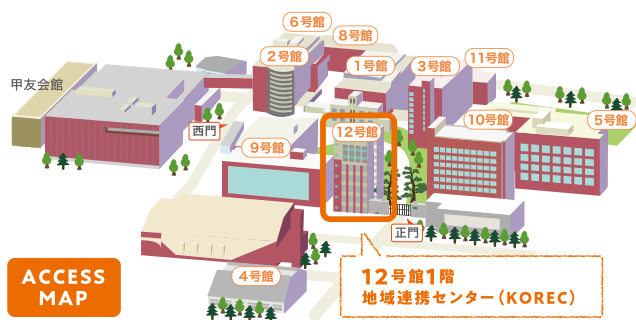 6号館
8号館
2号館
1号館
3号館
11号館
甲友会館
西門
12号館
10号館
5号館
9号館
正門
4号館
ACCESS
MAP
12号館1階
地域連携センター（KOREC）